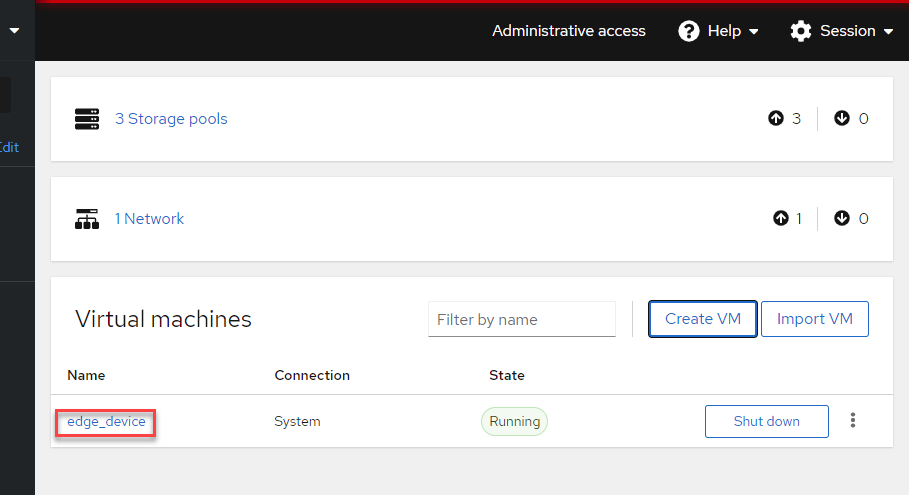 Administrative access Help Session
Edit
3 Storage pools 3 0
1 Network 1 0
Virtual machines Filter by name Create VM Import VM
Name Connection State
edge_device System Running Shut down